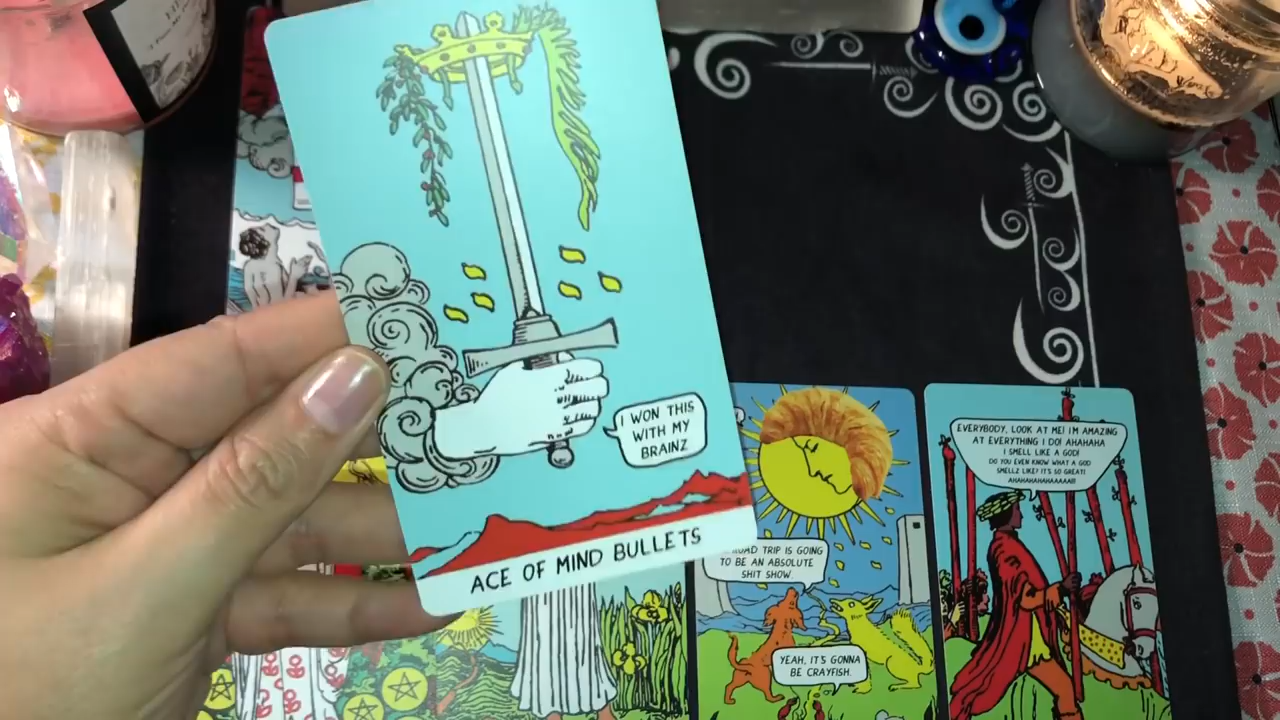 I WON THIS
WITH MY
BRAINZ
ACE OF MIND BULLETS
ROAD TRIP IS GOING
TO BE AN ABSOLUTE
SHIT SHOW.
YEAH, IT'S GONNA
BE CRAYFISH.
EVERYBODY, LOOK AT ME! I'M AMAZING
AT EVERYTHING I DO! AHAHAHA
I SMELL LIKE A GOD!
DO YOU EVEN KNOW WHAT A GOD
SMELLZ LIKE? IT'S SO GREAT!
AHAHAHAHAHAAAAA!!!